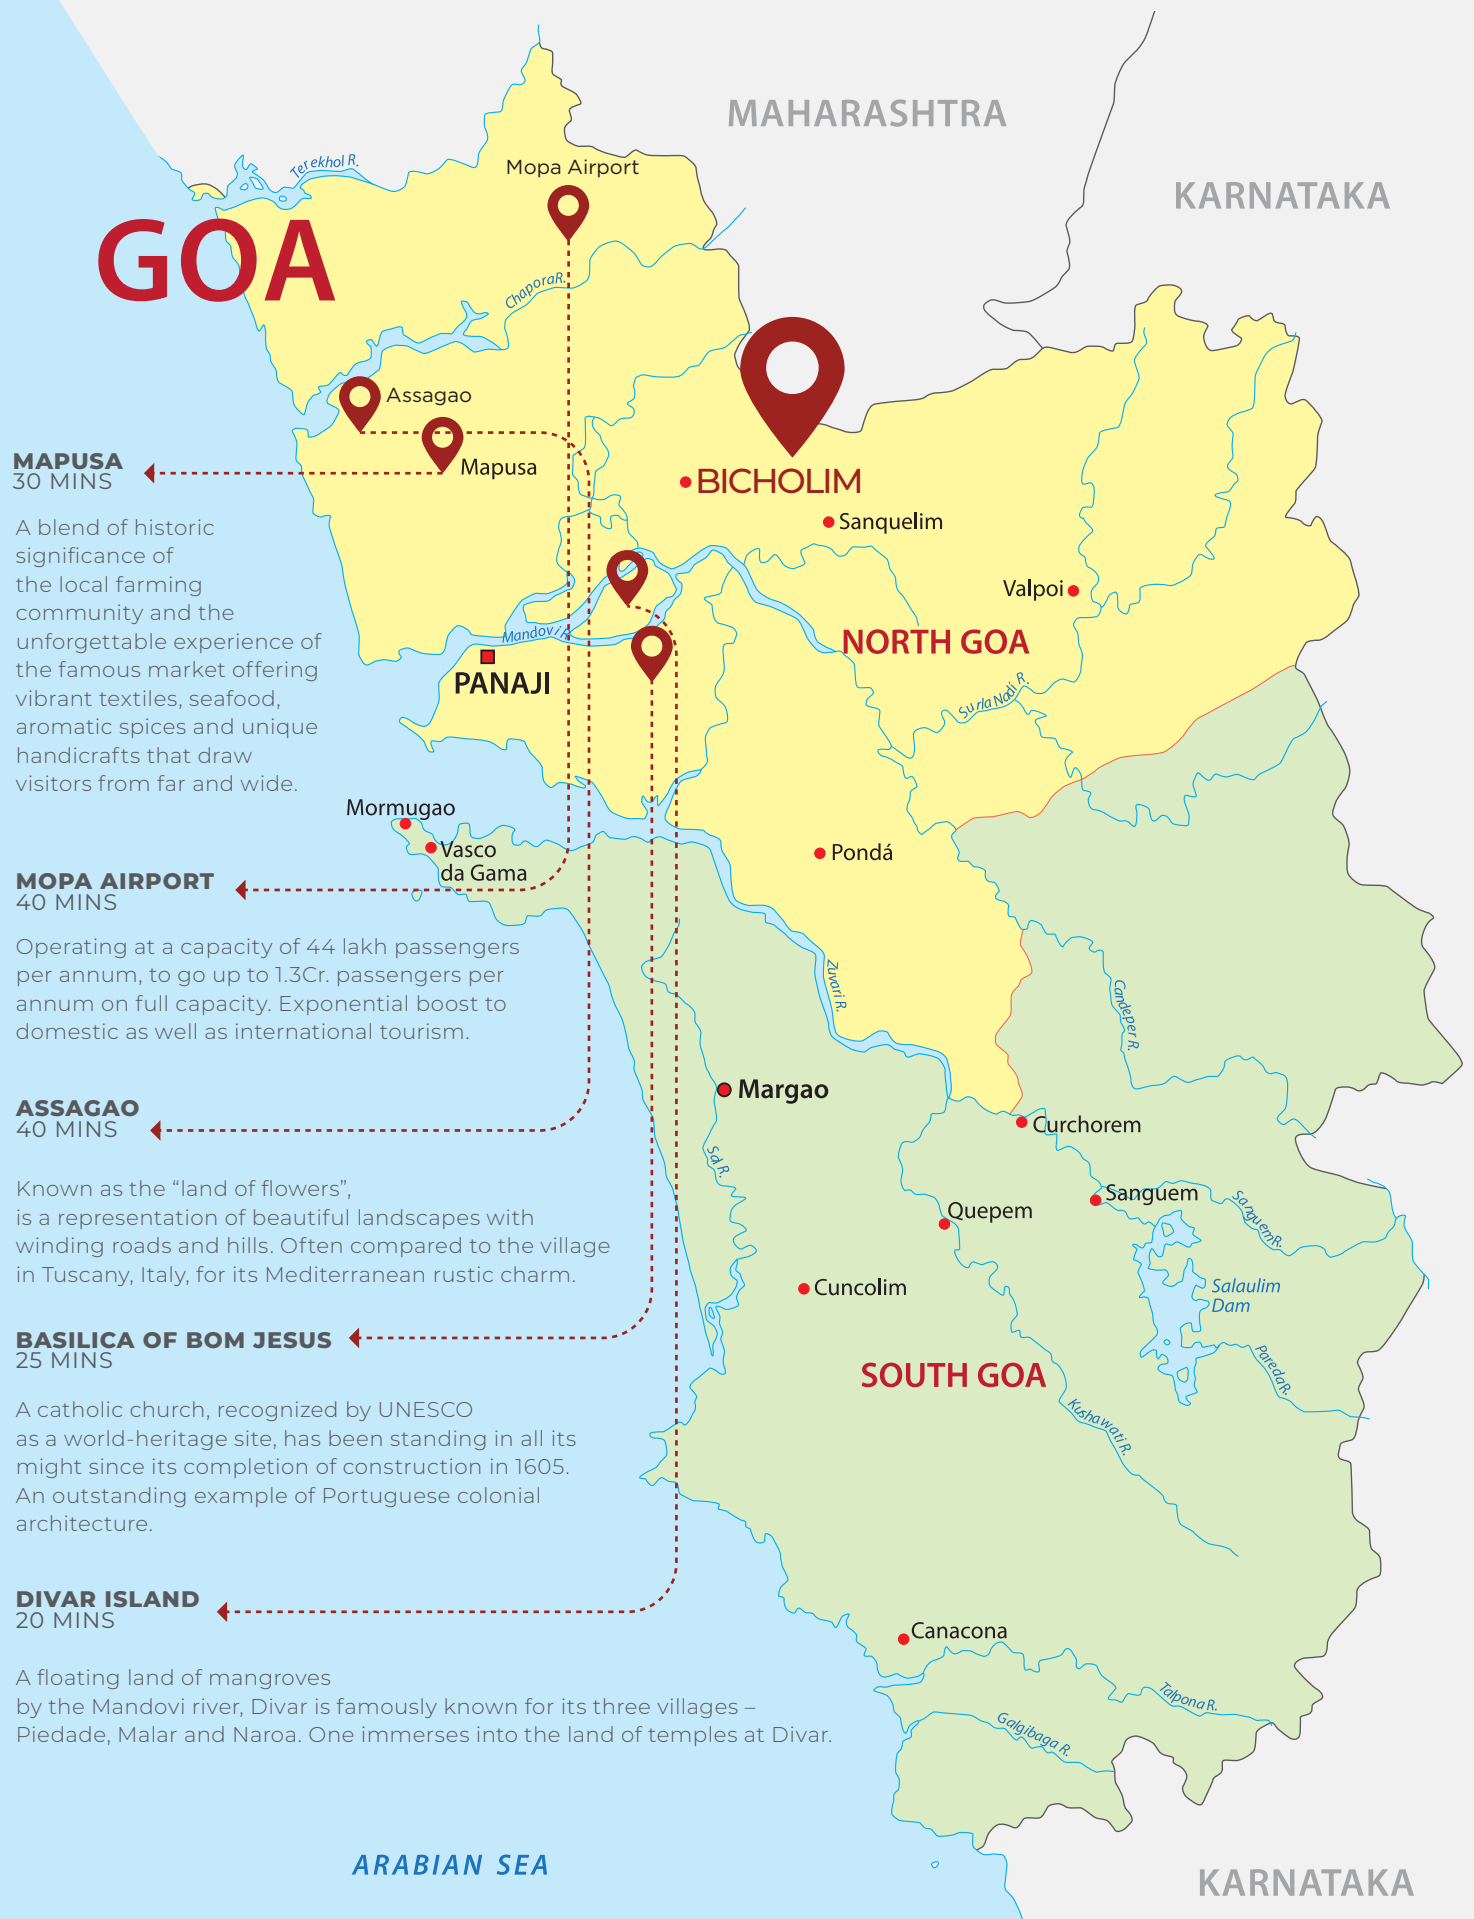 MAHARASHTRA
KARNATAKA
Terekhol R.
Mopa Airport
GOA
Chapora R.
Assagao
Mapusa
BICHOLIM
Sanquelim
Valpoi
NORTH GOA
Mandovi R.
PANAJI
Surla Nadi R.
MAPUSA
30 MINS
A blend of historic
significance of
the local farming
community and the
unforgettable experience of
the famous market offering
vibrant textiles, seafood,
aromatic spices and unique
handicrafts that draw
visitors from far and wide.
Mormugao
Vasco
da Gama
Pondá
MOPA AIRPORT
40 MINS
Operating at a capacity of 44 lakh passengers
per annum, to go up to 1.3Cr. passengers per
annum on full capacity. Exponential boost to
domestic as well as international tourism.
Zuvari R.
Candeper R.
Margao
Curchorem
ASSAGAO
40 MINS
Known as the “land of flowers”,
is a representation of beautiful landscapes with
winding roads and hills. Often compared to the village
in Tuscany, Italy, for its Mediterranean rustic charm.
Sal R.
Quepem
Sanguem
Sanguem R.
Cuncolim
Salaulim
Dam
BASILICA OF BOM JESUS
25 MINS
A catholic church, recognized by UNESCO
as a world-heritage site, has been standing in all its
might since its completion of construction in 1605.
An outstanding example of Portuguese colonial
architecture.
SOUTH GOA
Pareda R.
Kushawati R.
DIVAR ISLAND
20 MINS
A floating land of mangroves
by the Mandovi river, Divar is famously known for its three villages –
Piedade, Malar and Naroa. One immerses into the land of temples at Divar.
Canacona
Talpona R.
Galgibaga R.
ARABIAN SEA
KARNATAKA